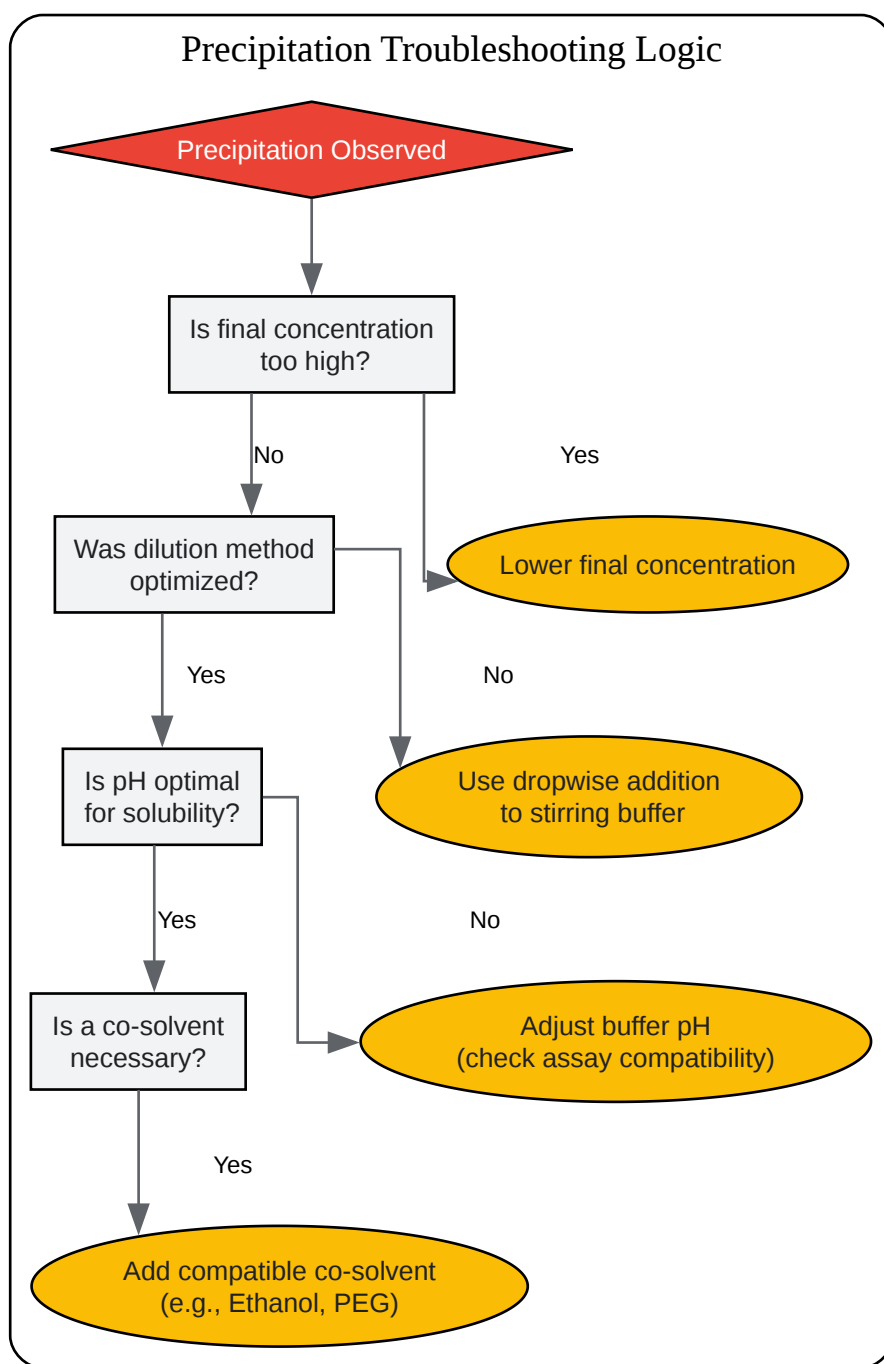 Precipitation Troubleshooting Logic
Precipitation Observed
Is final concentration
too high?
No
Yes
Was dilution method
optimized?
Lower final concentration
Yes
No
Is pH optimal
for solubility?
Use dropwise addition
to stirring buffer
Yes
No
Is a co-solvent
necessary?
Adjust buffer pH
(check assay compatibility)
Yes
Add compatible co-solvent
(e.g., Ethanol, PEG)